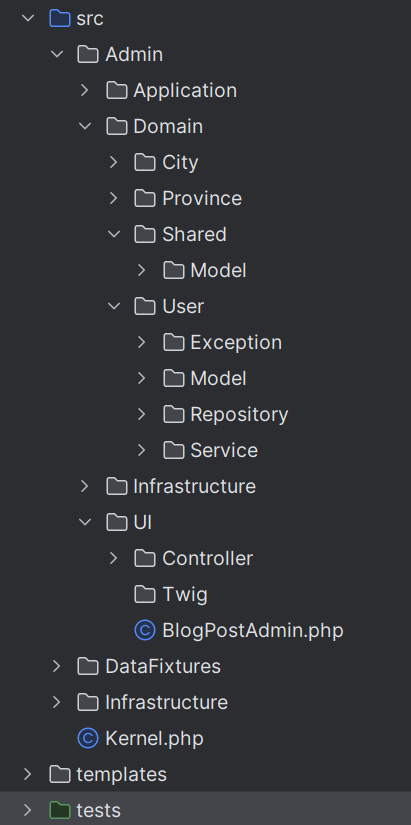 src
Admin
Application
Domain
City
Province
Shared
Model
User
Exception
Model
Repository
Service
Infrastructure
UI
Controller
Twig
BlogPostAdmin.php
DataFixtures
Infrastructure
Kernel.php
templates
tests